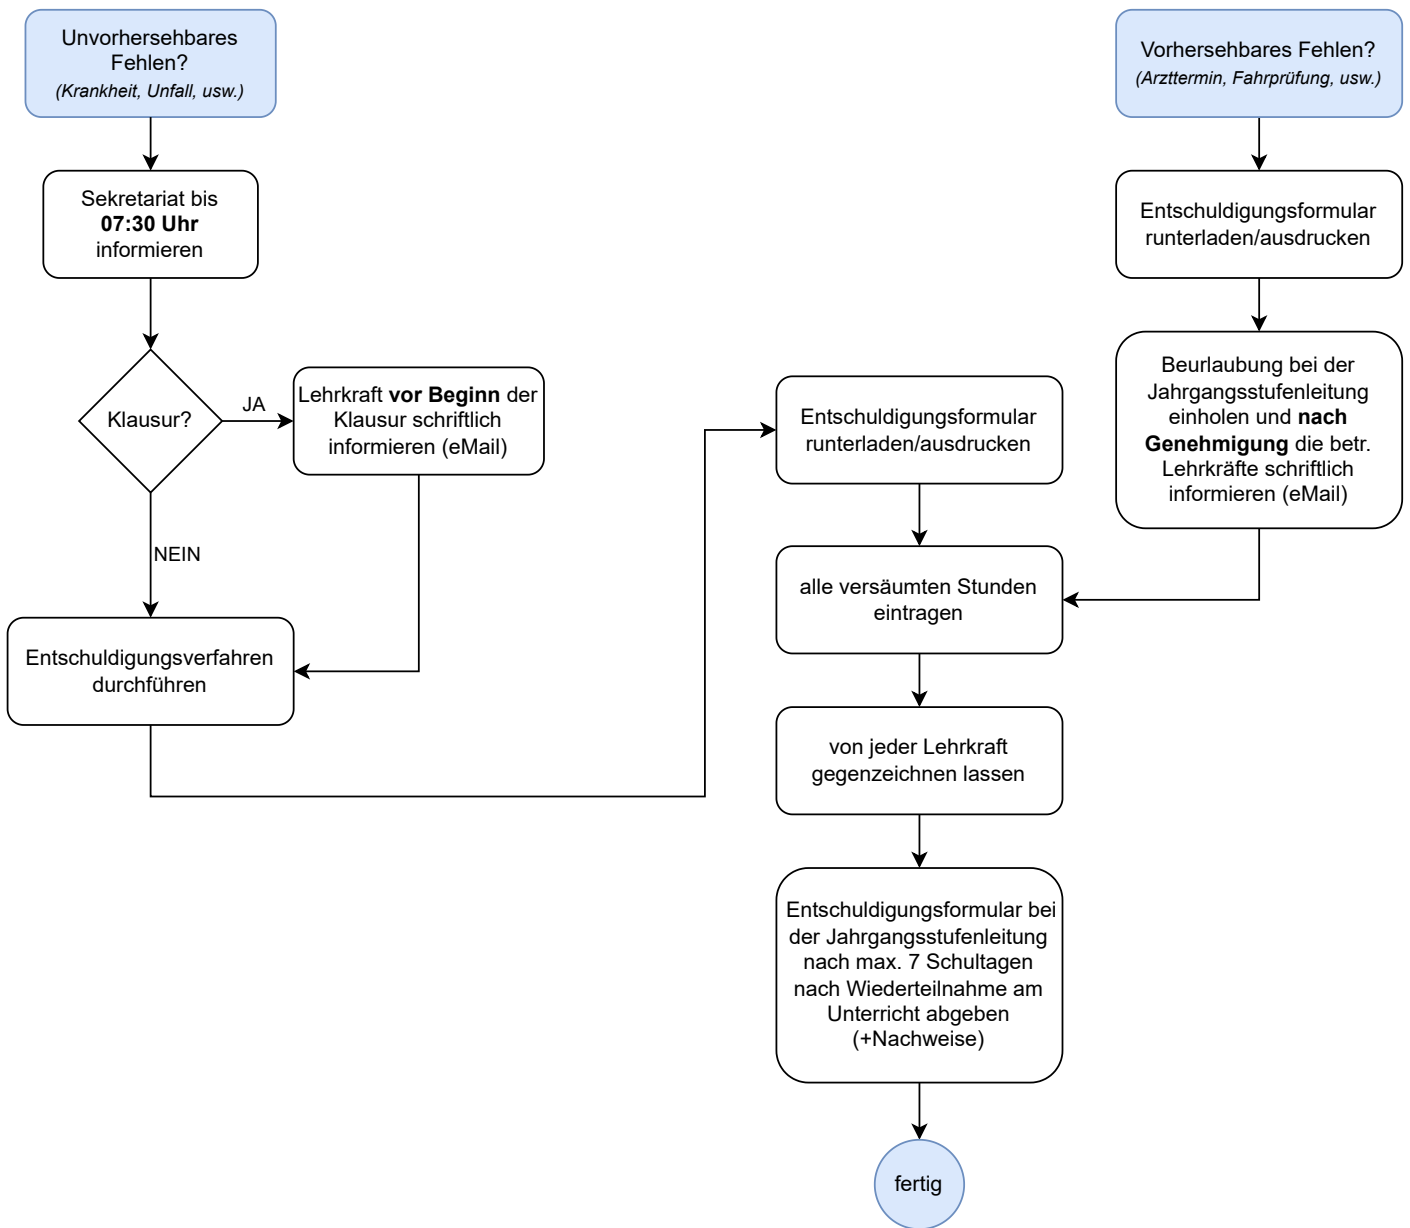 Unvorhersehbares
Fehlen?
(Krankheit, Unfall, usw.)
Sekretariat bis
07:30 Uhr
informieren
Klausur?
JA
Lehrkraft vor Beginn der
Klausur schriftlich
informieren (eMail)
NEIN
Entschuldigungsverfahren
durchführen
Vorhersehbares Fehlen?
(Arzttermin, Fahrprüfung, usw.)
Entschuldigungsformular
runterladen/ausdrucken
Beurlaubung bei der
Jahrgangsstufenleitung
einholen und nach
Genehmigung die betr.
Lehrkräfte schriftlich
informieren (eMail)
Entschuldigungsformular
runterladen/ausdrucken
alle versäumten Stunden
eintragen
von jeder Lehrkraft
gegenzeichnen lassen
Entschuldigungsformular bei
der Jahrgangsstufenleitung
nach max. 7 Schultagen
nach Wiederteilnahme am
Unterricht abgeben
(+Nachweise)
fertig